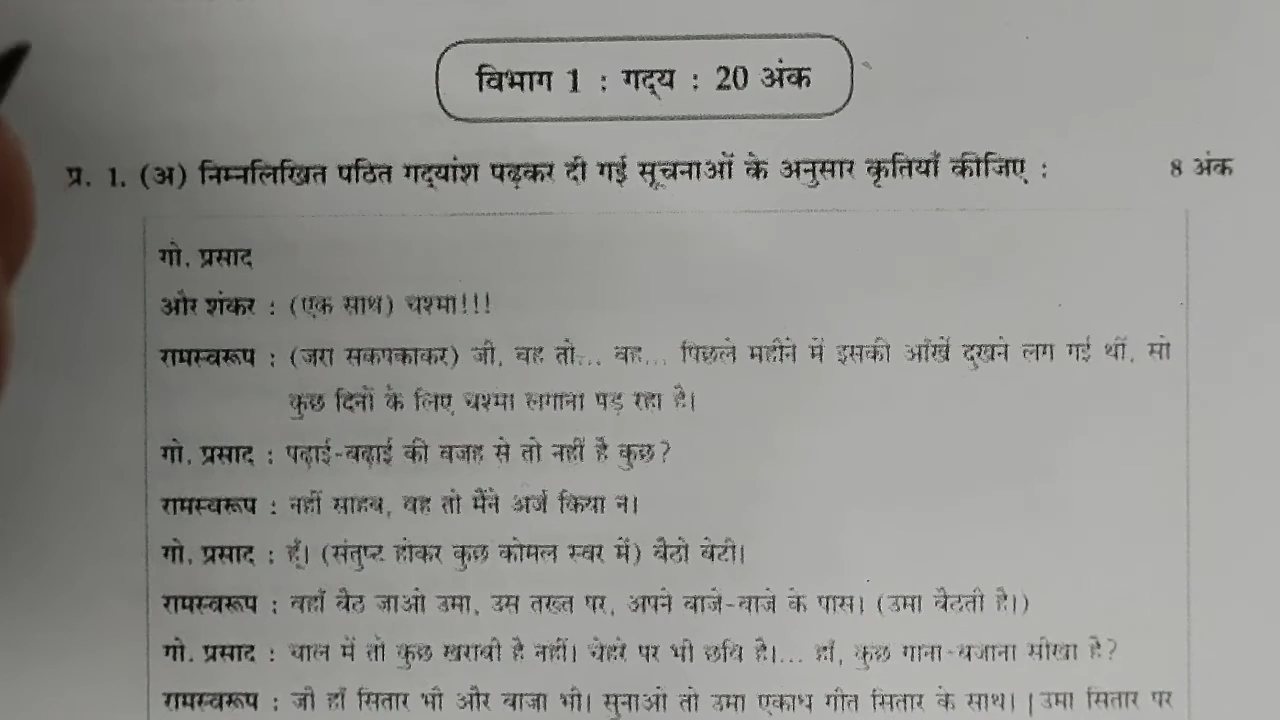 विभाग 1 : गद्य : 20 अंक
प्र. 1. (अ) निम्नलिखित पठित गद्यांश पढ़कर दी गई सूचनाओं के अनुसार कृतियाँ कीजिए : 8 अंक
गो. प्रसाद
और शंकर : (एक साथ) चश्मा!!!
रामस्वरूप : (जरा सकपकाकर) जी, वह तो... वह... पिछले महीने में इसकी आँखें दुखने लग गई थीं, सो
कुछ दिनों के लिए चश्मा लगाना पड़ रहा है।
गो. प्रसाद : पढ़ाई-बढ़ाई की वजह से तो नहीं है कुछ?
रामस्वरूप : नहीं साहब, वह तो मैंने अर्ज किया न।
गो. प्रसाद : हूँ। (संतुष्ट होकर कुछ कोमल स्वर में) बैठो बेटी।
रामस्वरूप : वहाँ बैठ जाओ उमा, उस तख्त पर, अपने बाजे-वाजे के पास। (उमा बैठती है।)
गो. प्रसाद : चाल में तो कुछ खराबी है नहीं। चेहरे पर भी छवि है।... हाँ, कुछ गाना-बजाना सीखा है?
रामस्वरूप : जी हाँ सितार भी और बाजा भी। सुनाओ तो उमा एकाध गीत सितार के साथ। [उमा सितार पर